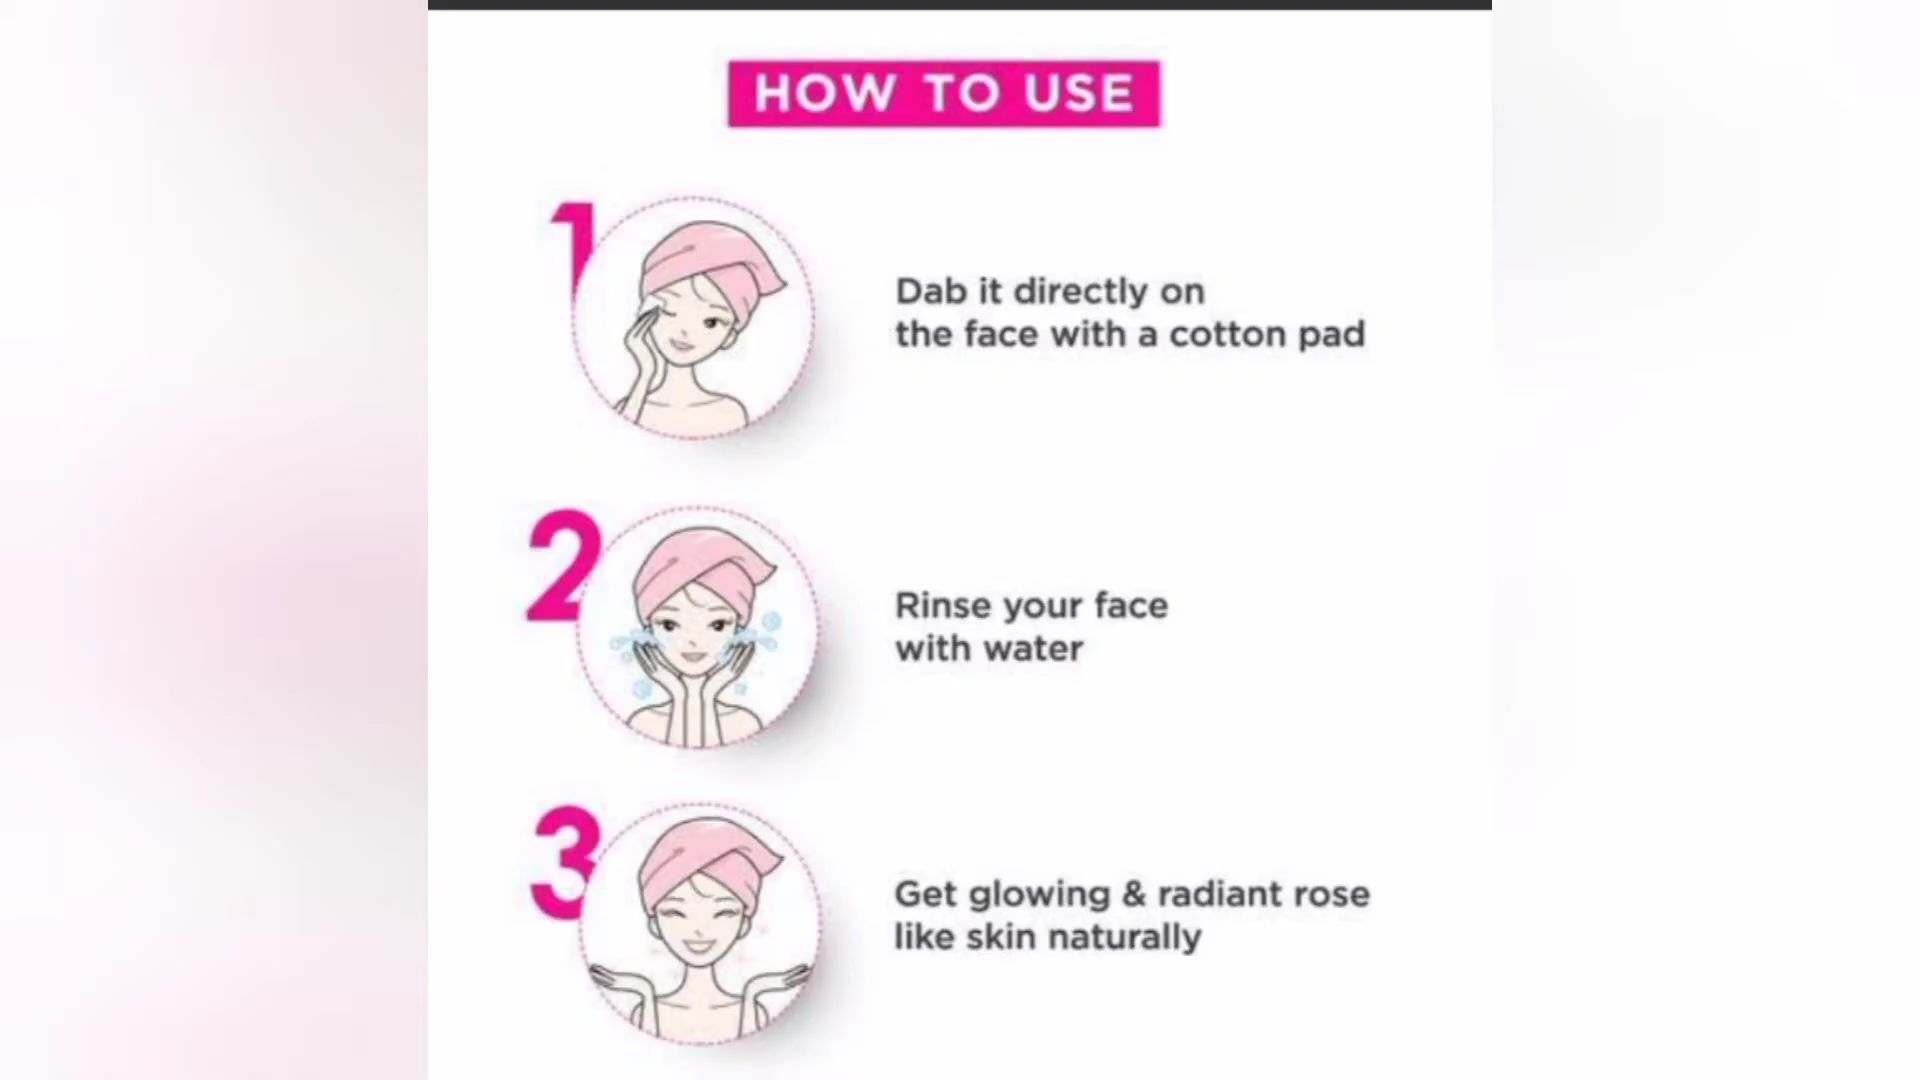 HOW TO USE
1
Dab it directly on
the face with a cotton pad
2
Rinse your face
with water
3
Get glowing & radiant rose
like skin naturally